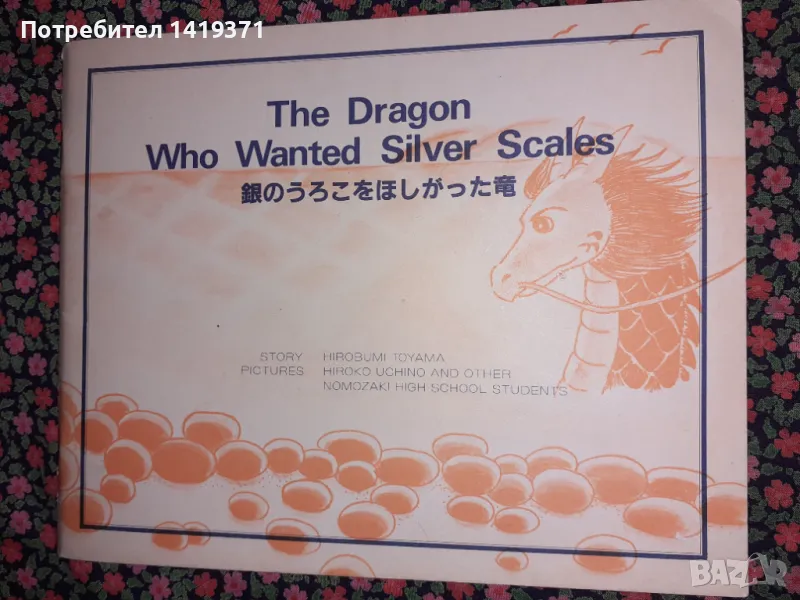 Потребител 1419371
The Dragon
Who Wanted Silver Scales
銀のうろこをほしがった竜
STORY HIROBUMI TOYAMA
PICTURES HIROKO UCHINO AND OTHER
NOMOZAKI HIGH SCHOOL STUDENTS
BAZAR